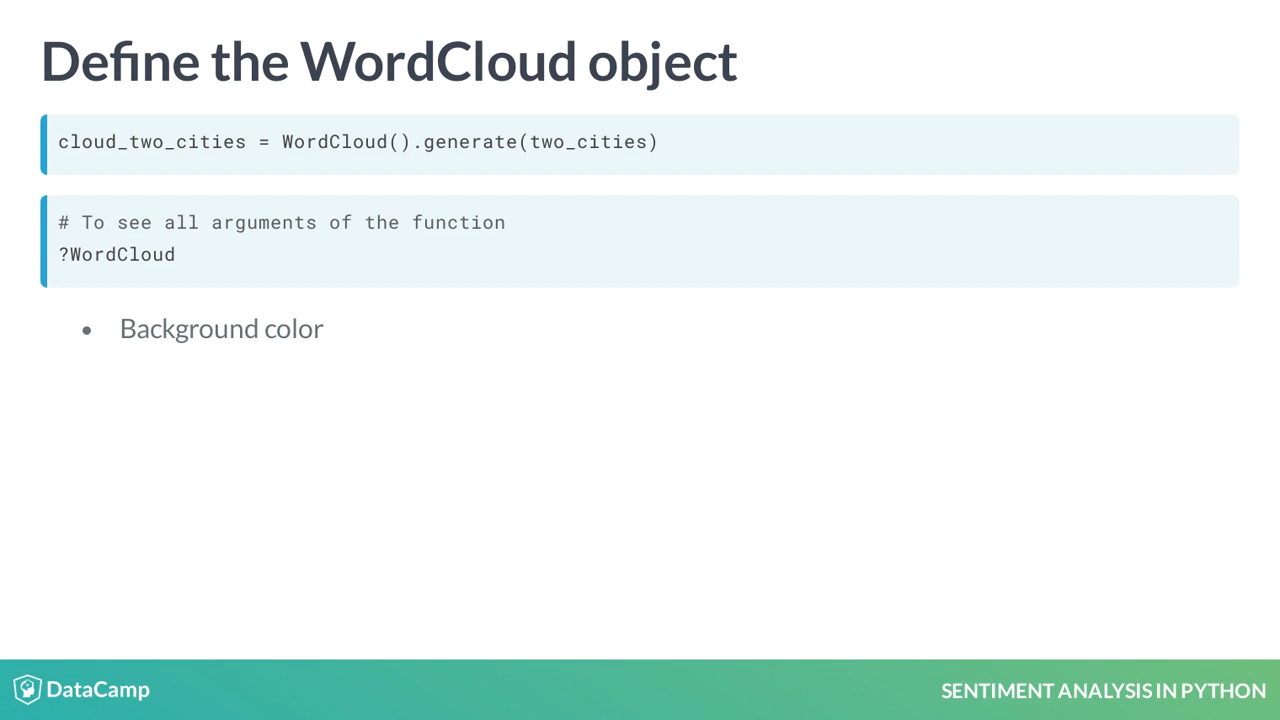 Define the WordCloud object
cloud_two_cities = WordCloud().generate(two_cities)
# To see all arguments of the function
?WordCloud
• Background color
DataCamp
SENTIMENT ANALYSIS IN PYTHON